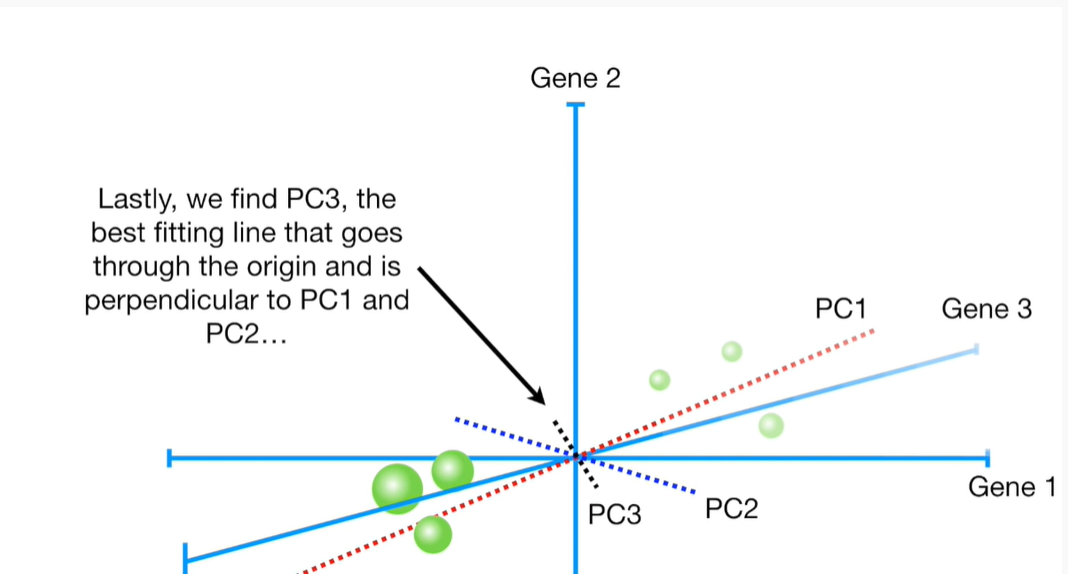 Gene 2
Lastly, we find PC3, the
best fitting line that goes
through the origin and is
perpendicular to PC1 and
PC2…
PC1
Gene 3
Gene 1
PC3
PC2